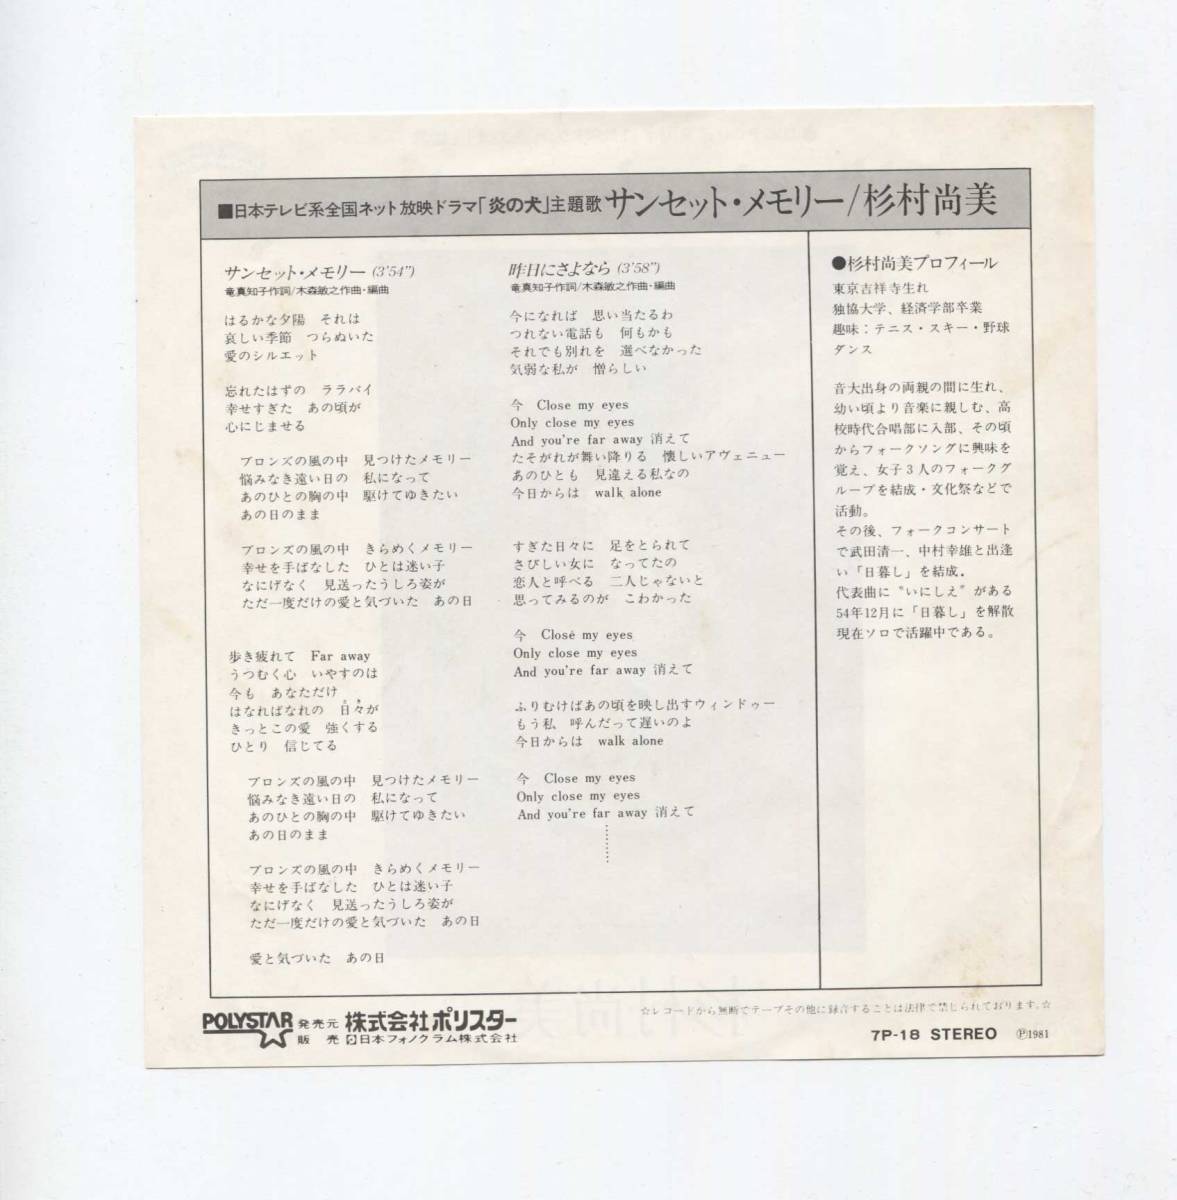 ■日本テレビ系全国ネット放映ドラマ「炎の犬」主題歌 サンセット・メモリー/杉村尚美
サンセット・メモリー(3′54″)
竜真知子作詞/木森敏之作曲・編曲
はるかな夕陽 それは
哀しい季節 つらぬいた
愛のシルエット
忘れたはずの ララバイ
幸せすぎた あの頃が
心にじませる
ブロンズの風の中 見つけたメモリー
悩みなき遠い日の 私になって
あのひとの胸の中 駆けてゆきたい
あの日のまま
ブロンズの風の中 きらめくメモリー
幸せを手ばなした ひとは迷い子
なにげなく 見送ったうしろ姿が
ただ一度だけの愛と気づいた あの日
歩き疲れて Far away
うつむく心 いやすのは
今も あなただけ
はなればなれの 日々が
きっとこの愛 強くする
ひとり 信じてる
ブロンズの風の中 見つけたメモリー
悩みなき遠い日の 私になって
あのひとの胸の中 駆けてゆきたい
あの日のまま
ブロンズの風の中 きらめくメモリー
幸せを手ばなした ひとは迷い子
なにげなく 見送ったうしろ姿が
ただ一度だけの愛と気づいた あの日
愛と気づいた あの日
昨日にさよなら(3′58″)
竜真知子作詞/木森敏之作曲・編曲
今になれば 思い当たるわ
つれない電話も 何もかも
それでも別れを 選べなかった
気弱な私が 憎らしい
今 Close my eyes
Only close my eyes
And you're far away 消えて
たそがれが舞い降りる 懐しいアヴェニュー
あのひとも 見違える私なの
今日からは walk alone
すぎた日々に 足をとられて
さびしい女に なってたの
恋人と呼べる 二人じゃないと
思ってみるのが こわかった
今 Close my eyes
Only close my eyes
And you're far away 消えて
ふりむけばあの頃を映し出すウィンドゥー
もう私 呼んだって遅いのよ
今日からは walk alone
今 Close my eyes
Only close my eyes
And you're far away 消えて
………
●杉村尚美プロフィール
東京吉祥寺生れ
独協大学、経済学部卒業
趣味：テニス・スキー・野球
ダンス
音大出身の両親の間に生れ、
幼い頃より音楽に親しむ、高
校時代合唱部に入部、その頃
からフォークソングに興味を
覚え、女子3人のフォークグ
ループを結成・文化祭などで
活動。
その後、フォークコンサート
で武田清一、中村幸雄と出逢
い「日暮し」を結成．
代表曲に〝いにしえ〟がある
54年12月に「日暮し」を解散
現在ソロで活躍中である。
☆レコードから無断でテープその他に録音することは法律で禁じられております。☆
POLYSTAR 発売元 株式会社ポリスター
販 売 日本フォノグラム株式会社
7P-18 STEREO Ⓟ1981